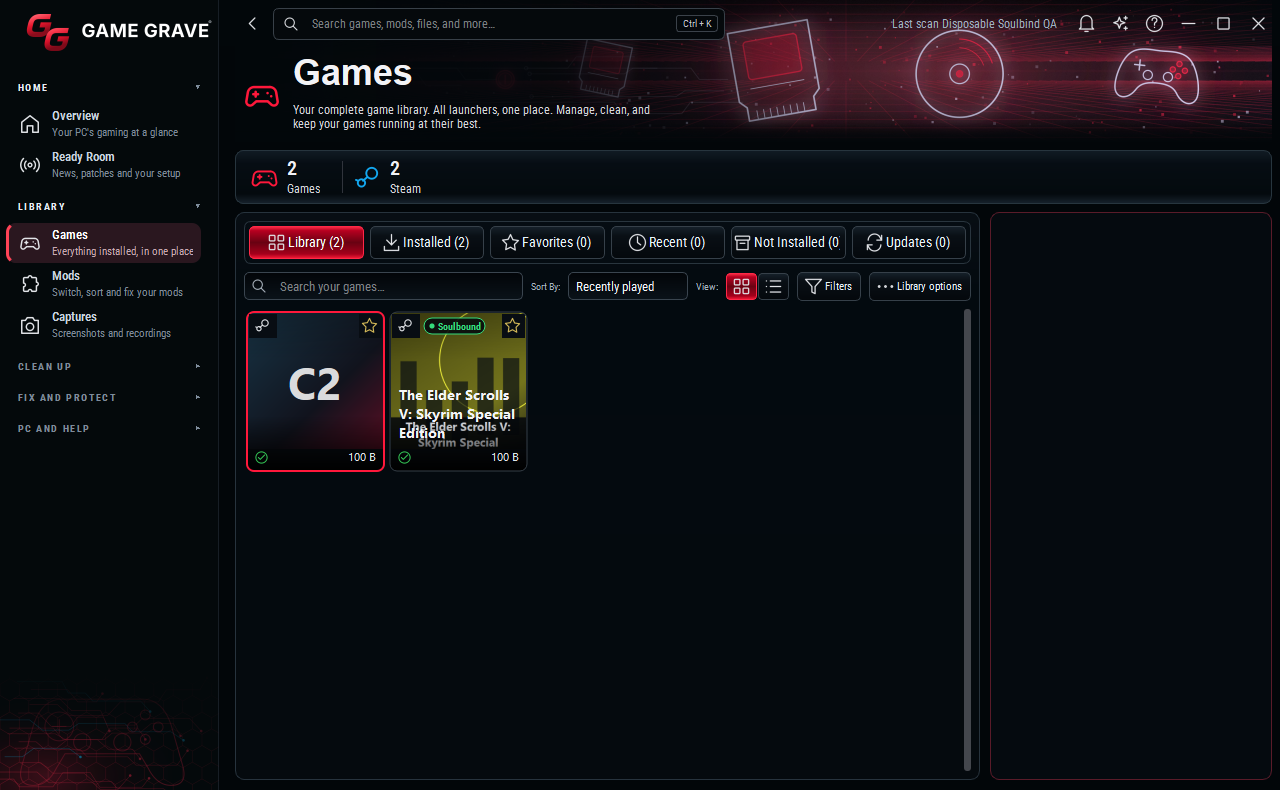 GG GAME GRAVE
Search games, mods, files, and more...
Ctrl + K
Last scan Disposable Soulbind QA
Games
Your complete game library. All launchers, one place. Manage, clean, and
keep your games running at their best.
HOME
Overview
Your PC's gaming at a glance
Ready Room
News, patches and your setup
LIBRARY
Games
Everything installed, in one place
Mods
Switch, sort and fix your mods
Captures
Screenshots and recordings
CLEAN UP
FIX AND PROTECT
PC AND HELP
2
Games
2
Steam
Library (2)
Installed (2)
Favorites (0)
Recent (0)
Not Installed (0
Updates (0)
Search your games...
Sort By:
Recently played
View:
Filters
Library options
C2
100 B
Soulbound
The Elder Scrolls
V: Skyrim Special
Edition
The Elder Scrolls V:
Skyrim Special
100 B